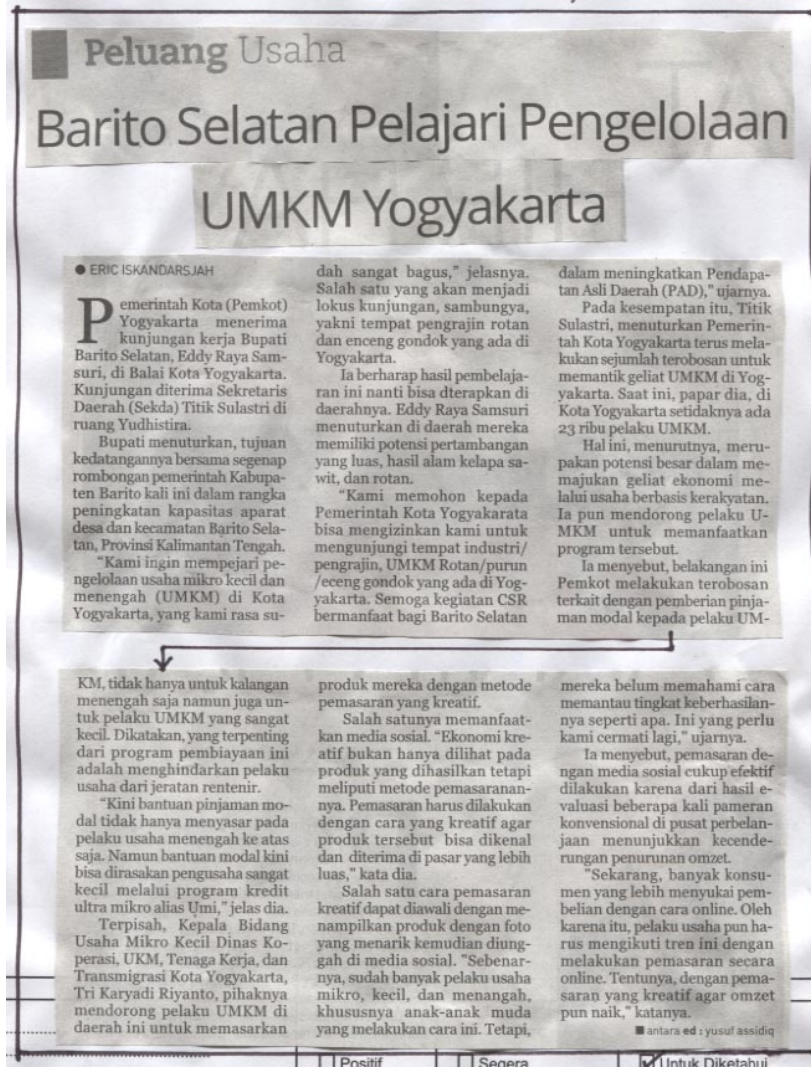 Peluang Usaha
Barito Selatan Pelajari Pengelolaan
UMKM Yogyakarta
● ERIC ISKANDARSJAH
Pemerintah Kota (Pemkot)
Yogyakarta menerima
kunjungan kerja Bupati
Barito Selatan, Eddy Raya Sam-
suri, di Balai Kota Yogyakarta.
Kunjungan diterima Sekretaris
Daerah (Sekda) Titik Sulastri di
ruang Yudhistira.
Bupati menuturkan, tujuan
kedatangannya bersama segenap
rombongan pemerintah Kabupa-
ten Barito kali ini dalam rangka
peningkatan kapasitas aparat
desa dan kecamatan Barito Sela-
tan, Provinsi Kalimantan Tengah.
"Kami ingin mempejari pe-
ngelolaan usaha mikro kecil dan
menengah (UMKM) di Kota
Yogyakarta, yang kami rasa su-
dah sangat bagus," jelasnya.
Salah satu yang akan menjadi
lokus kunjungan, sambungya,
yakni tempat pengrajin rotan
dan enceng gondok yang ada di
Yogyakarta.
Ia berharap hasil pembelaja-
ran ini nanti bisa dterapkan di
daerahnya. Eddy Raya Samsuri
menuturkan di daerah mereka
memiliki potensi pertambangan
yang luas, hasil alam kelapa sa-
wit, dan rotan.
"Kami memohon kepada
Pemerintah Kota Yogyakarata
bisa mengizinkan kami untuk
mengunjungi tempat industri/
pengrajin, UMKM Rotan/purun
/eceng gondok yang ada di Yog-
yakarta. Semoga kegiatan CSR
bermanfaat bagi Barito Selatan
dalam meningkatkan Pendapa-
tan Asli Daerah (PAD)," ujarnya.
Pada kesempatan itu, Titik
Sulastri, menuturkan Pemerin-
tah Kota Yogyakarta terus mela-
kukan sejumlah terobosan untuk
memantik geliat UMKM di Yog-
yakarta. Saat ini, papar dia, di
Kota Yogyakarta setidaknya ada
23 ribu pelaku UMKM.
Hal ini, menurutnya, meru-
pakan potensi besar dalam me-
majukan geliat ekonomi me-
lalui usaha berbasis kerakyatan.
Ia pun mendorong pelaku U-
MKM untuk memanfaatkan
program tersebut.
Ia menyebut, belakangan ini
Pemkot melakukan terobosan
terkait dengan pemberian pinja-
man modal kepada pelaku UM-
KM, tidak hanya untuk kalangan
menengah saja namun juga un-
tuk pelaku UMKM yang sangat
kecil. Dikatakan, yang terpenting
dari program pembiayaan ini
adalah menghindarkan pelaku
usaha dari jeratan rentenir.
"Kini bantuan pinjaman mo-
dal tidak hanya menyasar pada
pelaku usaha menengah ke atas
saja. Namun bantuan modal kini
bisa dirasakan pengusaha sangat
kecil melalui program kredit
ultra mikro alias Umi," jelas dia.
Terpisah, Kepala Bidang
Usaha Mikro Kecil Dinas Ko-
perasi, UKM, Tenaga Kerja, dan
Transmigrasi Kota Yogyakarta,
Tri Karyadi Riyanto, pihaknya
mendorong pelaku UMKM di
daerah ini untuk memasarkan
produk mereka dengan metode
pemasaran yang kreatif.
Salah satunya memanfaat-
kan media sosial. "Ekonomi kre-
atif bukan hanya dilihat pada
produk yang dihasilkan tetapi
meliputi metode pemasaranan-
nya. Pemasaran harus dilakukan
dengan cara yang kreatif agar
produk tersebut bisa dikenal
dan diterima di pasar yang lebih
luas," kata dia.
Salah satu cara pemasaran
kreatif dapat diawali dengan me-
nampilkan produk dengan foto
yang menarik kemudian diung-
gah di media sosial. "Sebenar-
nya, sudah banyak pelaku usaha
mikro, kecil, dan menangah,
khususnya anak-anak muda
yang melakukan cara ini. Tetapi,
mereka belum memahami cara
memantau tingkat keberhasilan-
nya seperti apa. Ini yang perlu
kami cermati lagi," ujarnya.
Ia menyebut, pemasaran de-
ngan media sosial cukup efektif
dilakukan karena dari hasil e-
valuasi beberapa kali pameran
konvensional di pusat perbelan-
jaan menunjukkan kecende-
rungan penurunan omzet.
"Sekarang, banyak konsu-
men yang lebih menyukai pem-
belian dengan cara online. Oleh
karena itu, pelaku usaha pun ha-
rus mengikuti tren ini dengan
melakukan pemasaran secara
online. Tentunya, dengan pema-
saran yang kreatif agar omzet
pun naik," katanya.
■ antara ed : yusuf assidiq
Positif
Segera
Untuk Diketahui